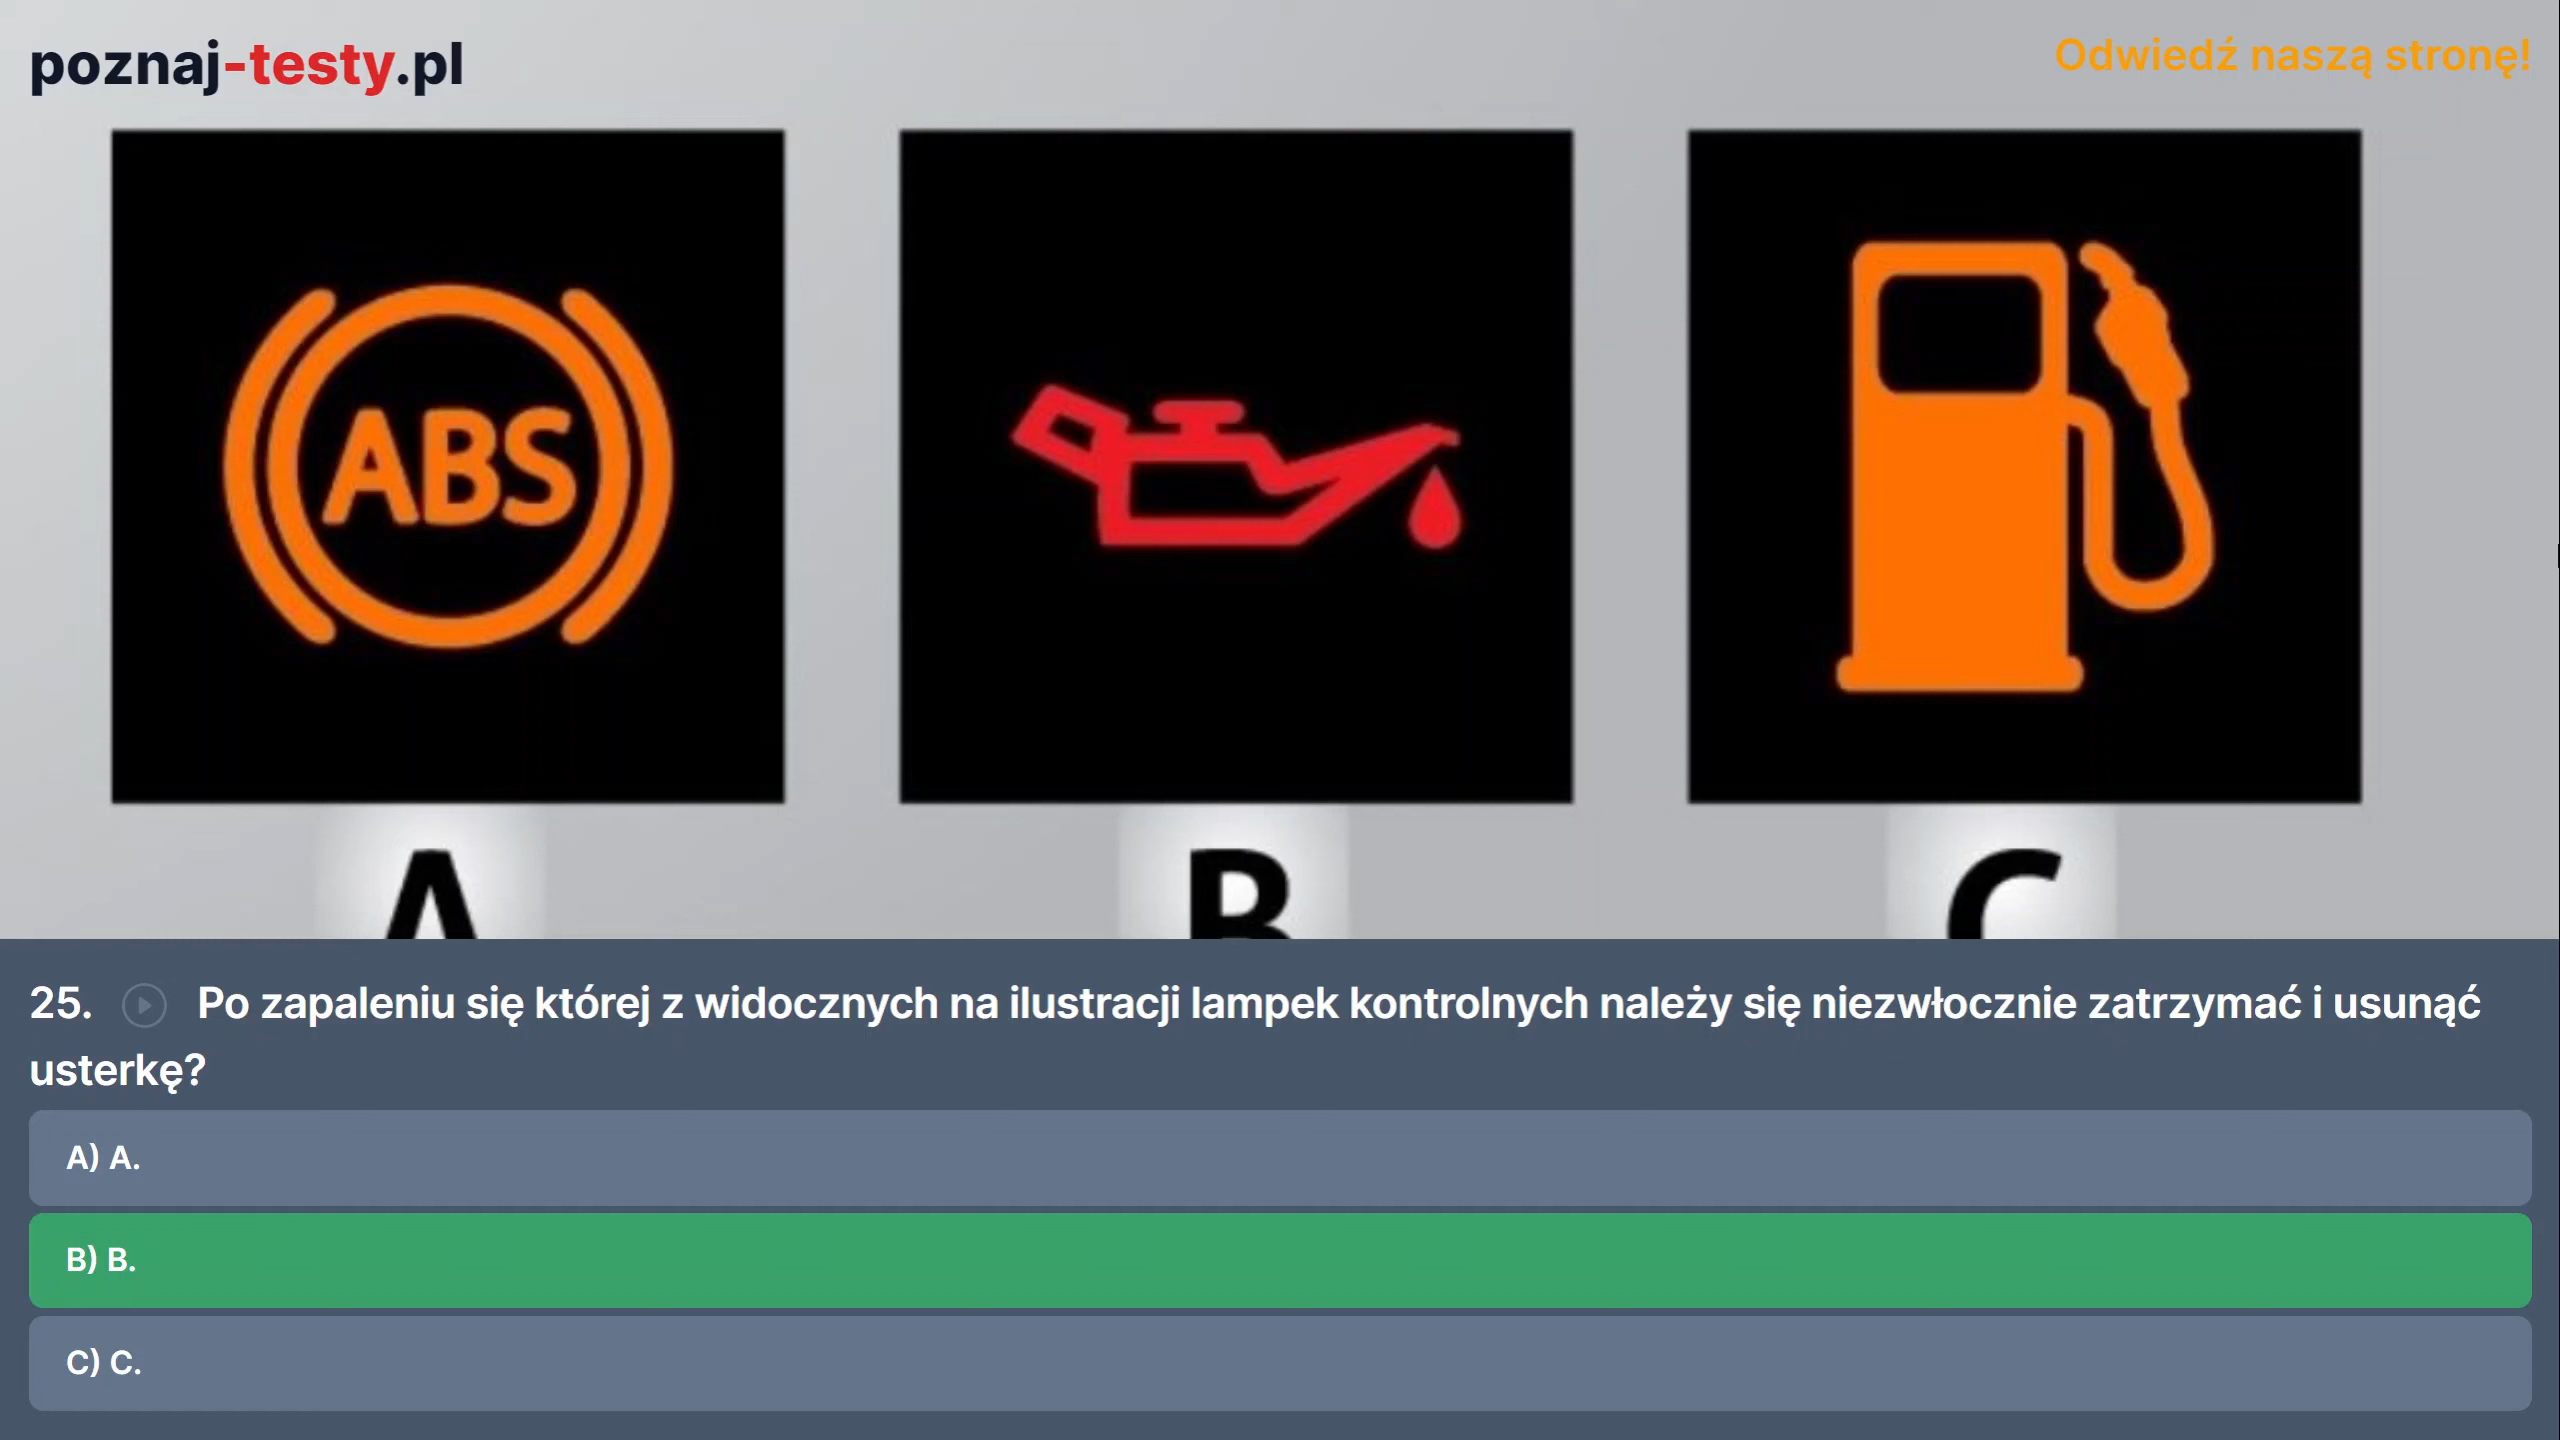 poznaj-testy.pl
Odwiedź naszą stronę!
ABS
A
B
C
25. Po zapaleniu się której z widocznych na ilustracji lampek kontrolnych należy się niezwłocznie zatrzymać i usunąć
usterkę?
A) A.
B) B.
C) C.